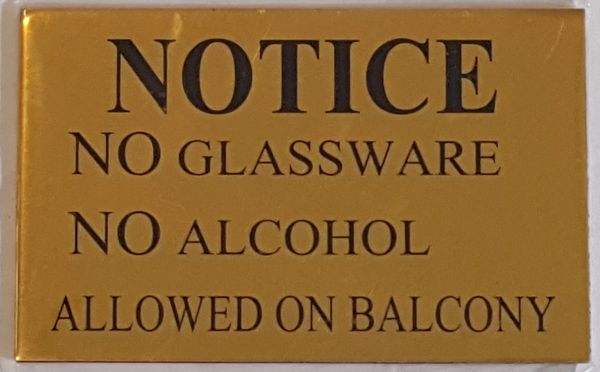 NOTICE
NO GLASSWARE
NO ALCOHOL
ALLOWED ON BALCONY